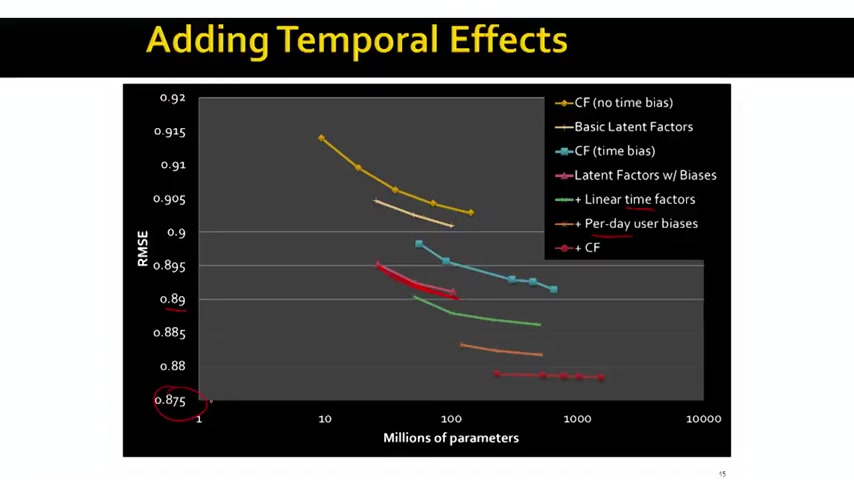 Adding Temporal Effects
0.92
0.915
0.91
0.905
0.9
0.895
0.89
0.885
0.88
0.875
RMSE
1
10
100
1000
10000
Millions of parameters
CF (no time bias)
Basic Latent Factors
CF (time bias)
Latent Factors w/ Biases
+ Linear time factors
+ Per-day user biases
+ CF
15